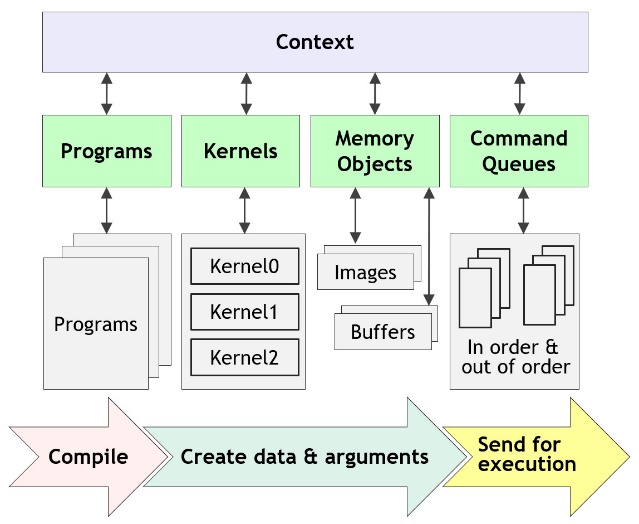 Context
Programs
Kernels
Memory
Objects
Command
Queues
Programs
Kernel0
Kernel1
Kernel2
Images
Buffers
In order &
out of order
Compile
Create data & arguments
Send for
execution